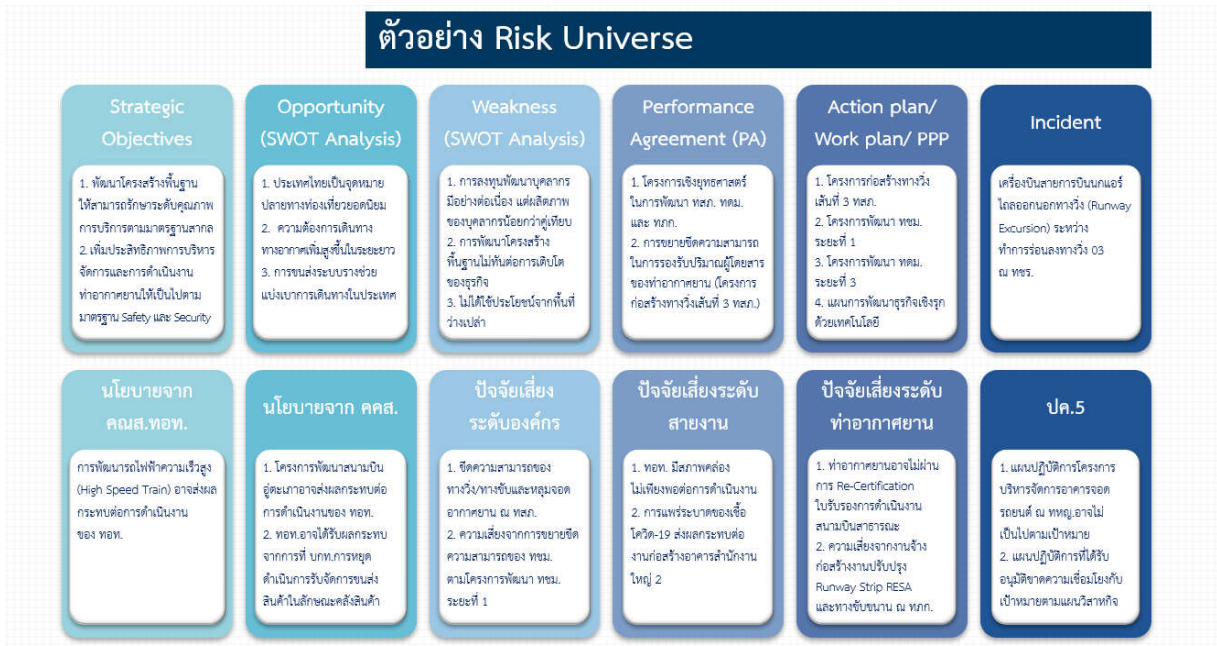 ตัวอย่าง Risk Universe
Strategic
Objectives
1. พัฒนาโครงสร้างพื้นฐาน
ให้สามารถรักษาระดับคุณภาพ
การบริการตามมาตรฐานสากล
2. เพิ่มประสิทธิภาพการบริหาร
จัดการและการดำเนินงาน
ท่าอากาศยานให้เป็นไปตาม
มาตรฐาน Safety และ Security
Opportunity
(SWOT Analysis)
1. ประเทศไทยเป็นจุดหมาย
ปลายทางท่องเที่ยวยอดนิยม
2. ความต้องการเดินทาง
ทางอากาศเพิ่มสูงขึ้นในระยะยาว
3. การขนส่งระบบรางช่วย
แบ่งเบาการเดินทางในประเทศ
Weakness
(SWOT Analysis)
1. การลงทุนพัฒนาบุคลากร
มีอย่างต่อเนื่อง แต่ผลิตภาพ
ของบุคลากรน้อยกว่าคู่เทียบ
2. การพัฒนาโครงสร้าง
พื้นฐานไม่ทันต่อการเติบโต
ของธุรกิจ
3. ไม่ได้ใช้ประโยชน์จากพื้นที่
ว่างเปล่า
Performance
Agreement (PA)
1. โครงการเชิงยุทธศาสตร์
ในการพัฒนา ทสภ. ทดม.
และ ทภก.
2. การขยายขีดความสามารถ
ในการรองรับปริมาณผู้โดยสาร
ของท่าอากาศยาน (โครงการ
ก่อสร้างทางวิ่งเส้นที่ 3 ทสภ.)
Action plan/
Work plan/ PPP
1. โครงการก่อสร้างทางวิ่ง
เส้นที่ 3 ทสภ.
2. โครงการพัฒนา ทชม.
ระยะที่ 1
3. โครงการพัฒนา ทดม.
ระยะที่ 3
4. แผนการพัฒนาธุรกิจเชิงรุก
ด้วยเทคโนโลยี
Incident
เครื่องบินสายการบินนกแอร์
ไถลออกนอกทางวิ่ง (Runway
Excursion) ระหว่าง
ทำการร่อนลงทางวิ่ง 03
ณ ทชร.
นโยบายจาก
คณส.ทอท.
การพัฒนารถไฟฟ้าความเร็วสูง
(High Speed Train) อาจส่งผล
กระทบต่อการดำเนินงาน
ของ ทอท.
นโยบายจาก คคส.
1. โครงการพัฒนาสนามบิน
อู่ตะเภาอาจส่งผลกระทบต่อ
การดำเนินงานของ ทอท.
2. ทอท.อาจได้รับผลกระทบ
จากการที่ บกท.การหยุด
ดำเนินการรับจัดการขนส่ง
สินค้าในลักษณะคลังสินค้า
ปัจจัยเสี่ยง
ระดับองค์กร
1. ขีดความสามารถของ
ทางวิ่ง/ทางขับและหลุมจอด
อากาศยาน ณ ทสภ.
2. ความเสี่ยงจากการขยายขีด
ความสามารถของ ทชม.
ตามโครงการพัฒนา ทชม.
ระยะที่ 1
ปัจจัยเสี่ยงระดับ
สายงาน
1. ทอท. มีสภาพคล่อง
ไม่เพียงพอต่อการดำเนินงาน
2. การแพร่ระบาดของเชื้อ
โควิด-19 ส่งผลกระทบต่อ
งานก่อสร้างอาคารสำนักงาน
ใหญ่ 2
ปัจจัยเสี่ยงระดับ
ท่าอากาศยาน
1. ท่าอากาศยานอาจไม่ผ่าน
การ Re-Certification
ใบรับรองการดำเนินงาน
สนามบินสาธารณะ
2. ความเสี่ยงจากงานจ้าง
ก่อสร้างงานปรับปรุง
Runway Strip RESA
และทางขับขนาน ณ ทภก.
ปค.5
1. แผนปฏิบัติการโครงการ
บริหารจัดการอาคารจอด
รถยนต์ ณ ทหญ.อาจไม่
เป็นไปตามเป้าหมาย
2. แผนปฏิบัติการที่ได้รับ
อนุมัติขาดความเชื่อมโยงกับ
เป้าหมายตามแผนวิสาหกิจ